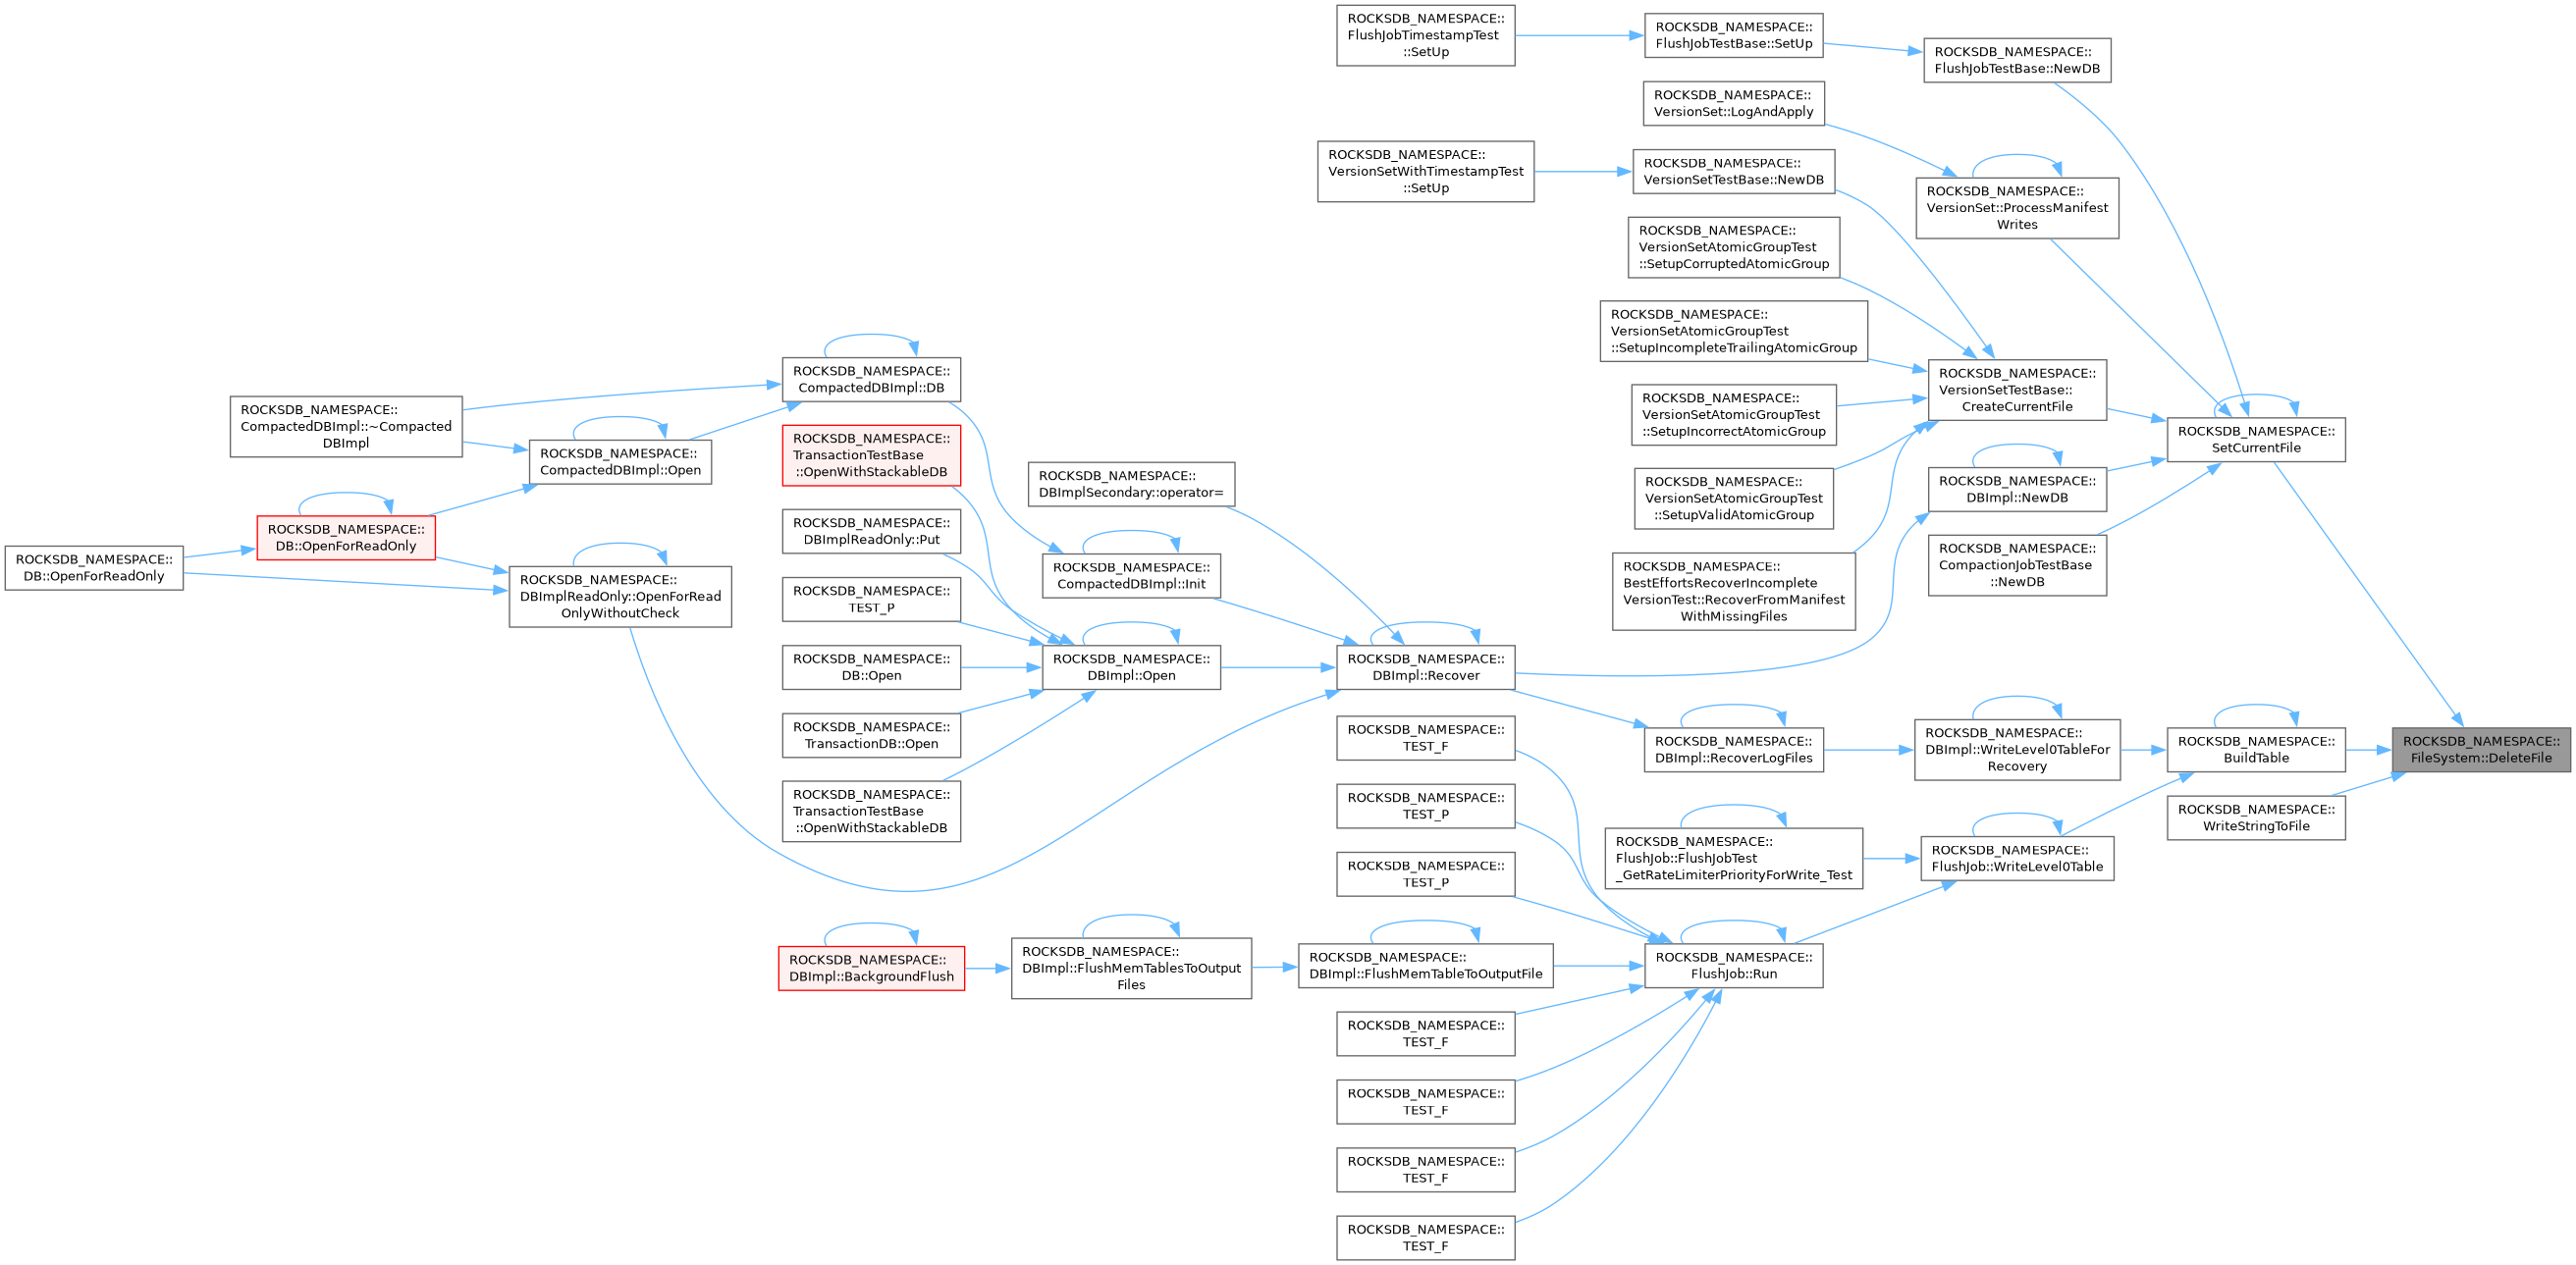 ROCKSDB_NAMESPACE::
FlushJobTimestampTest
::SetUp
ROCKSDB_NAMESPACE::
FlushJobTestBase::SetUp
ROCKSDB_NAMESPACE::
FlushJobTestBase::NewDB
ROCKSDB_NAMESPACE::
VersionSet::LogAndApply
ROCKSDB_NAMESPACE::
VersionSetWithTimestampTest
::SetUp
ROCKSDB_NAMESPACE::
VersionSetTestBase::NewDB
ROCKSDB_NAMESPACE::
VersionSet::ProcessManifest
Writes
ROCKSDB_NAMESPACE::
VersionSetAtomicGroupTest
::SetupCorruptedAtomicGroup
ROCKSDB_NAMESPACE::
VersionSetAtomicGroupTest
::SetupIncompleteTrailingAtomicGroup
ROCKSDB_NAMESPACE::
VersionSetTestBase::
CreateCurrentFile
ROCKSDB_NAMESPACE::
VersionSetAtomicGroupTest
::SetupIncorrectAtomicGroup
ROCKSDB_NAMESPACE::
SetCurrentFile
ROCKSDB_NAMESPACE::
VersionSetAtomicGroupTest
::SetupValidAtomicGroup
ROCKSDB_NAMESPACE::
DBImpl::NewDB
ROCKSDB_NAMESPACE::
CompactionJobTestBase
::NewDB
ROCKSDB_NAMESPACE::
BestEffortsRecoverIncomplete
VersionTest::RecoverFromManifest
WithMissingFiles
ROCKSDB_NAMESPACE::
CompactedDBImpl::DB
ROCKSDB_NAMESPACE::
CompactedDBImpl::~Compacted
DBImpl
ROCKSDB_NAMESPACE::
CompactedDBImpl::Open
ROCKSDB_NAMESPACE::
TransactionTestBase
::OpenWithStackableDB
ROCKSDB_NAMESPACE::
DBImplSecondary::operator=
ROCKSDB_NAMESPACE::
DB::OpenForReadOnly
ROCKSDB_NAMESPACE::
DB::OpenForReadOnly
ROCKSDB_NAMESPACE::
DBImplReadOnly::OpenForRead
OnlyWithoutCheck
ROCKSDB_NAMESPACE::
DBImplReadOnly::Put
ROCKSDB_NAMESPACE::
CompactedDBImpl::Init
ROCKSDB_NAMESPACE::
TEST_P
ROCKSDB_NAMESPACE::
DB::Open
ROCKSDB_NAMESPACE::
DBImpl::Open
ROCKSDB_NAMESPACE::
DBImpl::Recover
ROCKSDB_NAMESPACE::
TransactionDB::Open
ROCKSDB_NAMESPACE::
TransactionTestBase
::OpenWithStackableDB
ROCKSDB_NAMESPACE::
TEST_F
ROCKSDB_NAMESPACE::
DBImpl::RecoverLogFiles
ROCKSDB_NAMESPACE::
DBImpl::WriteLevel0TableFor
Recovery
ROCKSDB_NAMESPACE::
BuildTable
ROCKSDB_NAMESPACE::
FileSystem::DeleteFile
ROCKSDB_NAMESPACE::
TEST_P
ROCKSDB_NAMESPACE::
WriteStringToFile
ROCKSDB_NAMESPACE::
TEST_P
ROCKSDB_NAMESPACE::
FlushJob::FlushJobTest
_GetRateLimiterPriorityForWrite_Test
ROCKSDB_NAMESPACE::
FlushJob::WriteLevel0Table
ROCKSDB_NAMESPACE::
DBImpl::BackgroundFlush
ROCKSDB_NAMESPACE::
DBImpl::FlushMemTablesToOutput
Files
ROCKSDB_NAMESPACE::
DBImpl::FlushMemTableToOutputFile
ROCKSDB_NAMESPACE::
FlushJob::Run
ROCKSDB_NAMESPACE::
TEST_F
ROCKSDB_NAMESPACE::
TEST_F
ROCKSDB_NAMESPACE::
TEST_F
ROCKSDB_NAMESPACE::
TEST_F